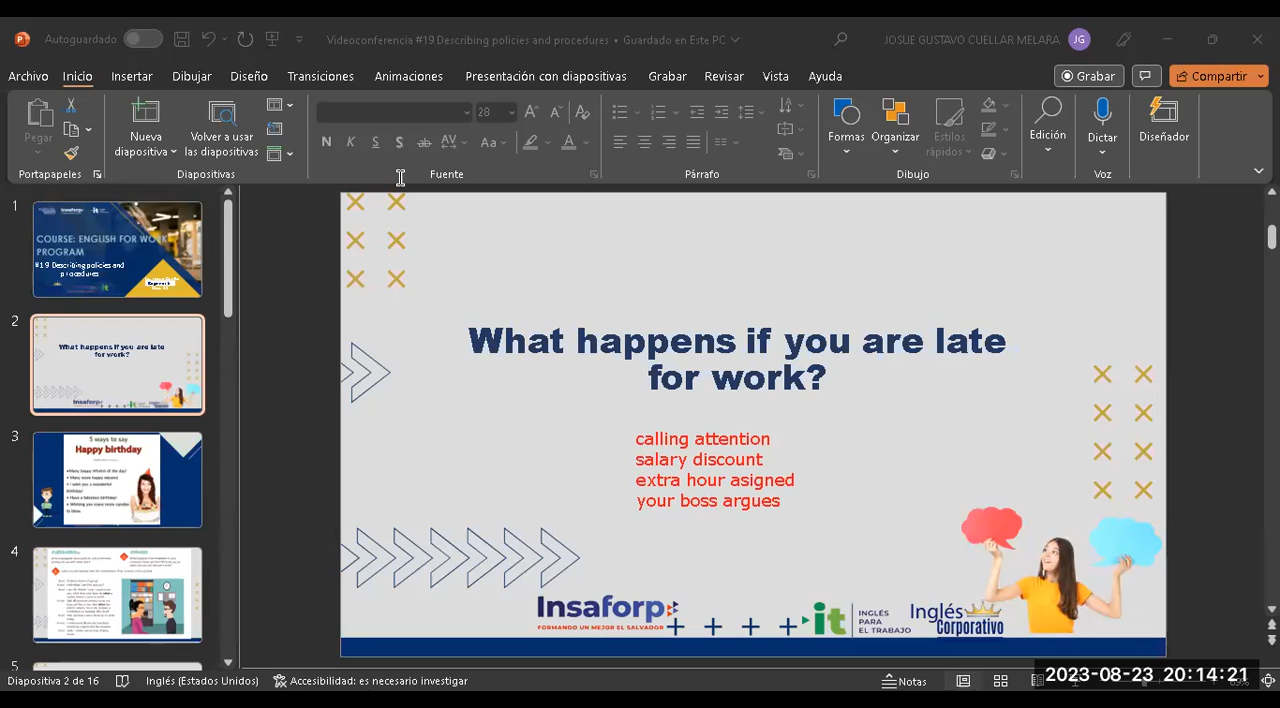 Autoguardado
Videoconferencia #19 Describing policies and procedures • Guardado en Este PC
JOSUE GUSTAVO CUELLAR MELARA
JG
Archivo
Inicio
Insertar
Dibujar
Diseño
Transiciones
Animaciones
Presentación con diapositivas
Grabar
Revisar
Vista
Ayuda
Grabar
Compartir
Pegar
Nueva
diapositiva
Volver a usar
las diapositivas
28
N K S S ab AV Aa A
Formas
Organizar
Estilos
rápidos
Edición
Dictar
Diseñador
Portapapeles
Diapositivas
Fuente
Párrafo
Dibujo
Voz
1
COURSE: ENGLISH FOR WORK
PROGRAM
#19 Describing policies and
procedures
2
What happens if you are late
for work?
3
5 ways to say
Happy birthday
4
5
What happens if you are late
for work?
calling attention
salary discount
extra hour asigned
your boss argues
nsaforp
FORMANDO UN MEJOR EL SALVADOR
it
INGLÉS
PARA
EL TRABAJO
Inglés
Corporativo
Diapositiva 2 de 16
Inglés (Estados Unidos)
Accesibilidad: es necesario investigar
Notas
2023-08-23 20:14:21